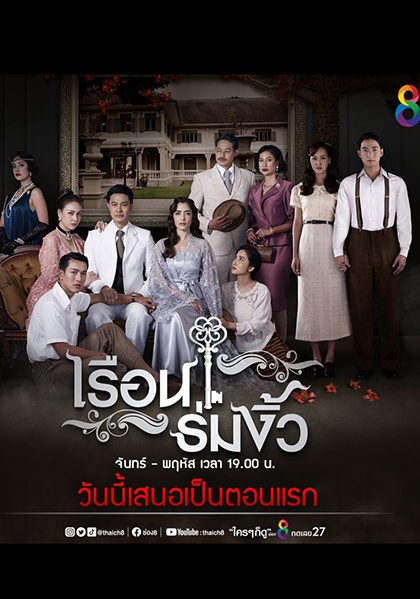 8
เรือน
ร่มงิ้ว
จันทร์ - พฤหัส เวลา 19.00 น.
วันนี้เสนอเป็นตอนแรก
@thaich8 ช่อง8 YouTube : thaich8 "ใครๆก็ดู" ช่อง 8 กดเลข 27